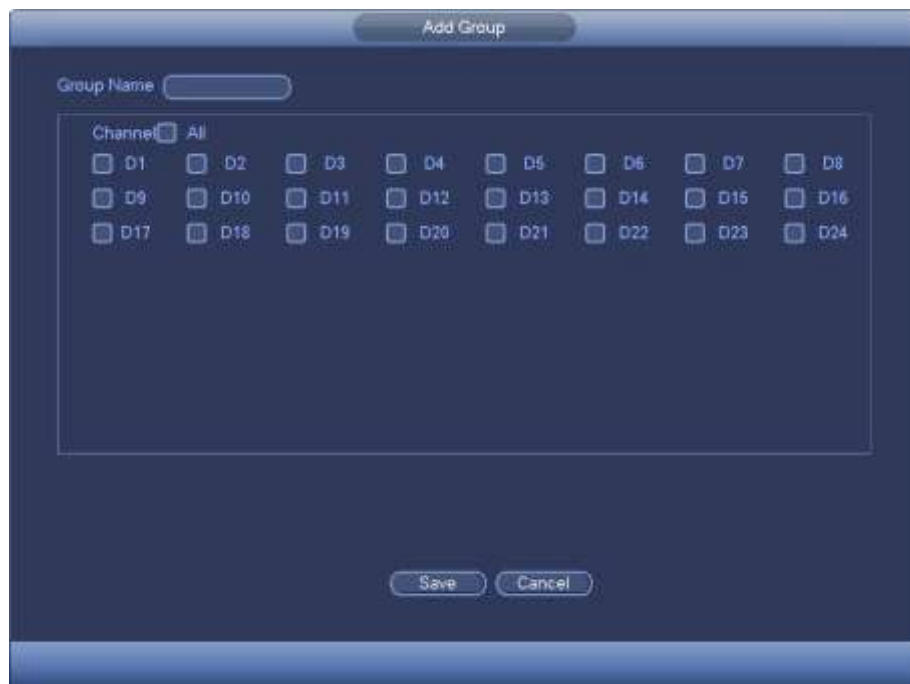 Add Group
Group Name
Channel All
D1 D2 D3 D4 D5 D6 D7 D8
D9 D10 D11 D12 D13 D14 D15 D16
D17 D18 D19 D20 D21 D22 D23 D24
Save Cancel